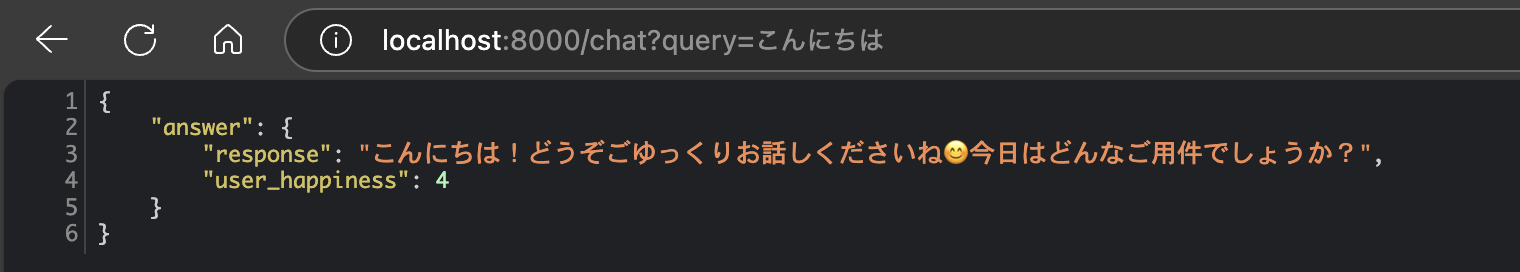 localhost:8000/chat?query=こんにちは
1 {
2     "answer": {
3         "response": "こんにちは！どうぞごゆっくりお話しくださいね😊今日はどんなご用件でしょうか？",
4         "user_happiness": 4
5     }
6 }